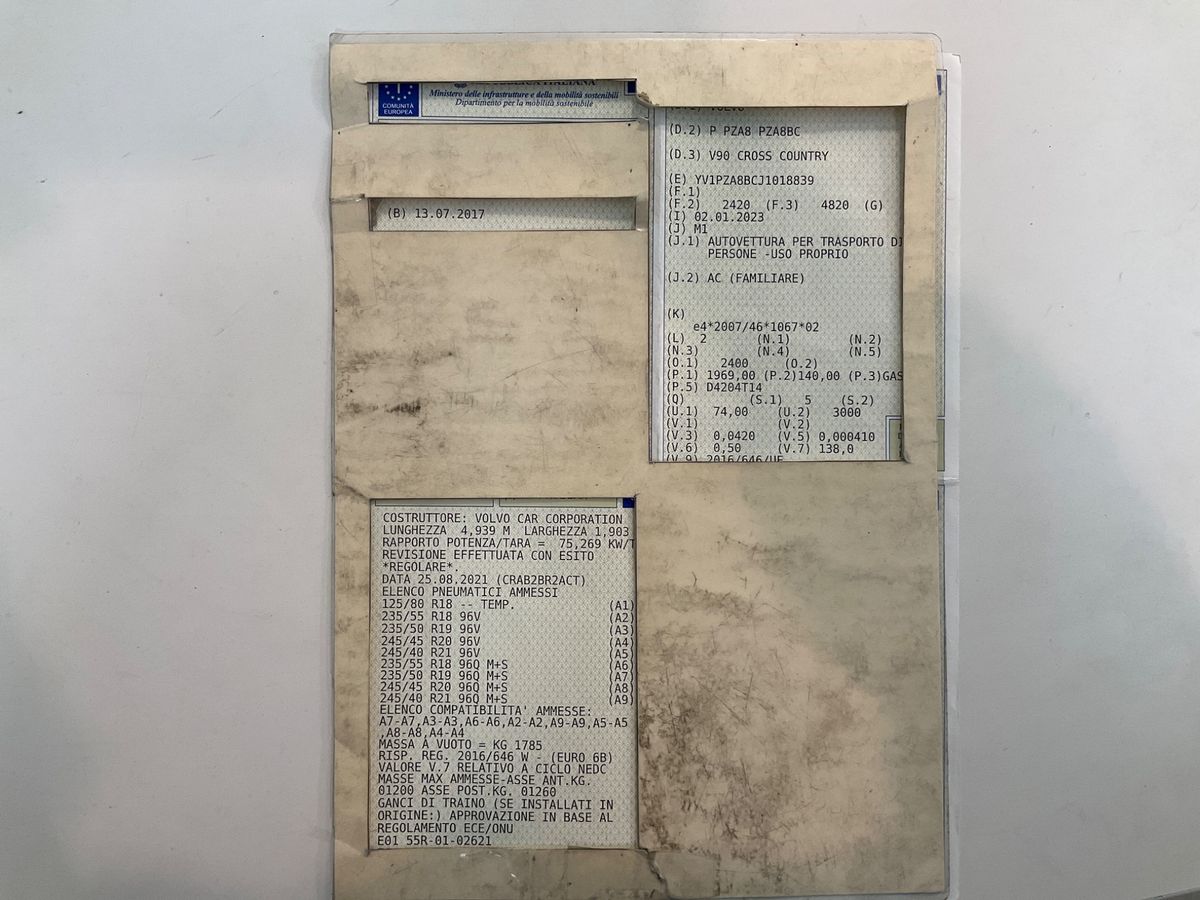 COMUNITÀ
EUROPEA
Ministero delle infrastrutture e della mobilità sostenibili
Dipartimento per la mobilità sostenibile
(B) 13.07.2017
VOLVO
(D.2) P PZA8 PZA8BC
(D.3) V90 CROSS COUNTRY
(E) YV1PZA8BCJ1018839
(F.1)
(F.2) 2420 (F.3) 4820 (G)
(I) 02.01.2023
(J) M1
(J.1) AUTOVETTURA PER TRASPORTO DI
PERSONE -USO PROPRIO
(J.2) AC (FAMILIARE)
(K)
e4*2007/46*1067*02
(L) 2 (N.1) (N.2)
(N.3) (N.4) (N.5)
(O.1) 2400 (O.2)
(P.1) 1969,00 (P.2)140,00 (P.3)GAS
(P.5) D4204T14
(Q) (S.1) 5 (S.2)
(U.1) 74,00 (U.2) 3000
(V.1) (V.2)
(V.3) 0,0420 (V.5) 0,000410
(V.6) 0,50 (V.7) 138,0
(V.9) 2016/646/UE
COSTRUTTORE: VOLVO CAR CORPORATION
LUNGHEZZA 4,939 M LARGHEZZA 1,903
RAPPORTO POTENZA/TARA = 75,269 KW/T
REVISIONE EFFETTUATA CON ESITO
*REGOLARE*.
DATA 25.08.2021 (CRAB2BR2ACT)
ELENCO PNEUMATICI AMMESSI
125/80 R18 -- TEMP. (A1)
235/55 R18 96V (A2)
235/50 R19 96V (A3)
245/45 R20 96V (A4)
245/40 R21 96V (A5)
235/55 R18 96Q M+S (A6)
235/50 R19 96Q M+S (A7)
245/45 R20 96Q M+S (A8)
245/40 R21 96Q M+S (A9)
ELENCO COMPATIBILITA' AMMESSE:
A7-A7,A3-A3,A6-A6,A2-A2,A9-A9,A5-A5
,A8-A8,A4-A4
MASSA A VUOTO = KG 1785
RISP. REG. 2016/646 W - (EURO 6B)
VALORE V.7 RELATIVO A CICLO NEDC
MASSE MAX AMMESSE-ASSE ANT.KG.
01200 ASSE POST.KG. 01260
GANCI DI TRAINO (SE INSTALLATI IN
ORIGINE:) APPROVAZIONE IN BASE AL
REGOLAMENTO ECE/ONU
E01 55R-01-02621